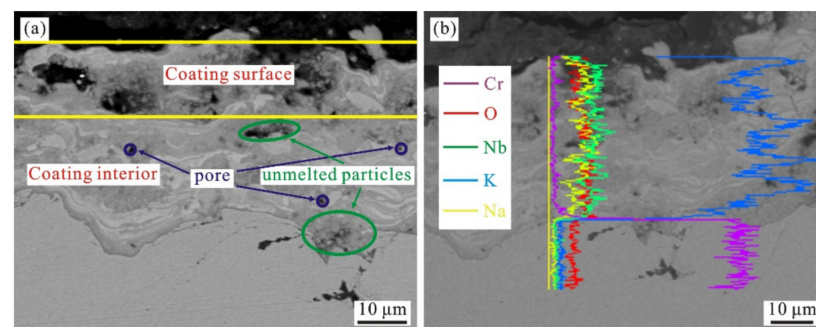 (a)
Coating surface
Coating interior
pore
unmelted particles
10 μm
(b)
Cr
O
Nb
K
Na
10 μm